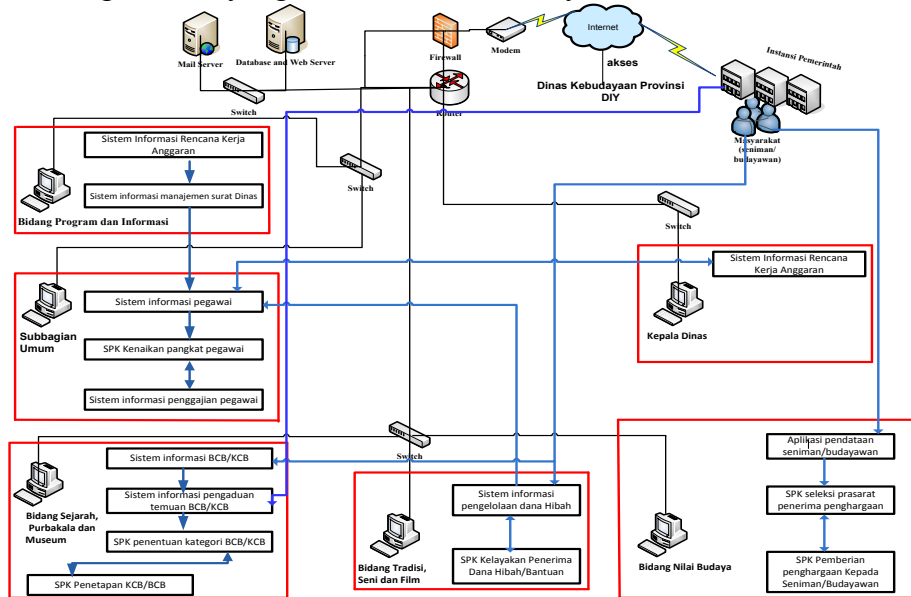 Mail Server
Database and Web Server
Firewall
Modem
Internet
akses
Dinas Kebudayaan Provinsi
DIY
Instansi Pemerintah
Switch
Router
Masyarakat
(seniman/
budayawan)
Sistem Informasi Rencana Kerja
Anggaran
Sistem informasi manajemen surat Dinas
Bidang Program dan Informasi
Switch
Switch
Sistem Informasi Rencana
Kerja Anggaran
Kepala Dinas
Sistem informasi pegawai
SPK Kenaikan pangkat pegawai
Sistem informasi penggajian pegawai
Subbagian
Umum
Switch
Sistem informasi BCB/KCB
Sistem informasi pengaduan
temuan BCB/KCB
SPK penentuan kategori BCB/KCB
SPK Penetapan KCB/BCB
Bidang Sejarah,
Purbakala dan
Museum
Sistem informasi
pengelolaan dana Hibah
SPK Kelayakan Penerima
Dana Hibah/Bantuan
Bidang Tradisi,
Seni dan Film
Aplikasi pendataan
seniman/budayawan
SPK seleksi prasarat
penerima penghargaan
SPK Pemberian
penghargaan Kepada
Seniman/Budayawan
Bidang Nilai Budaya